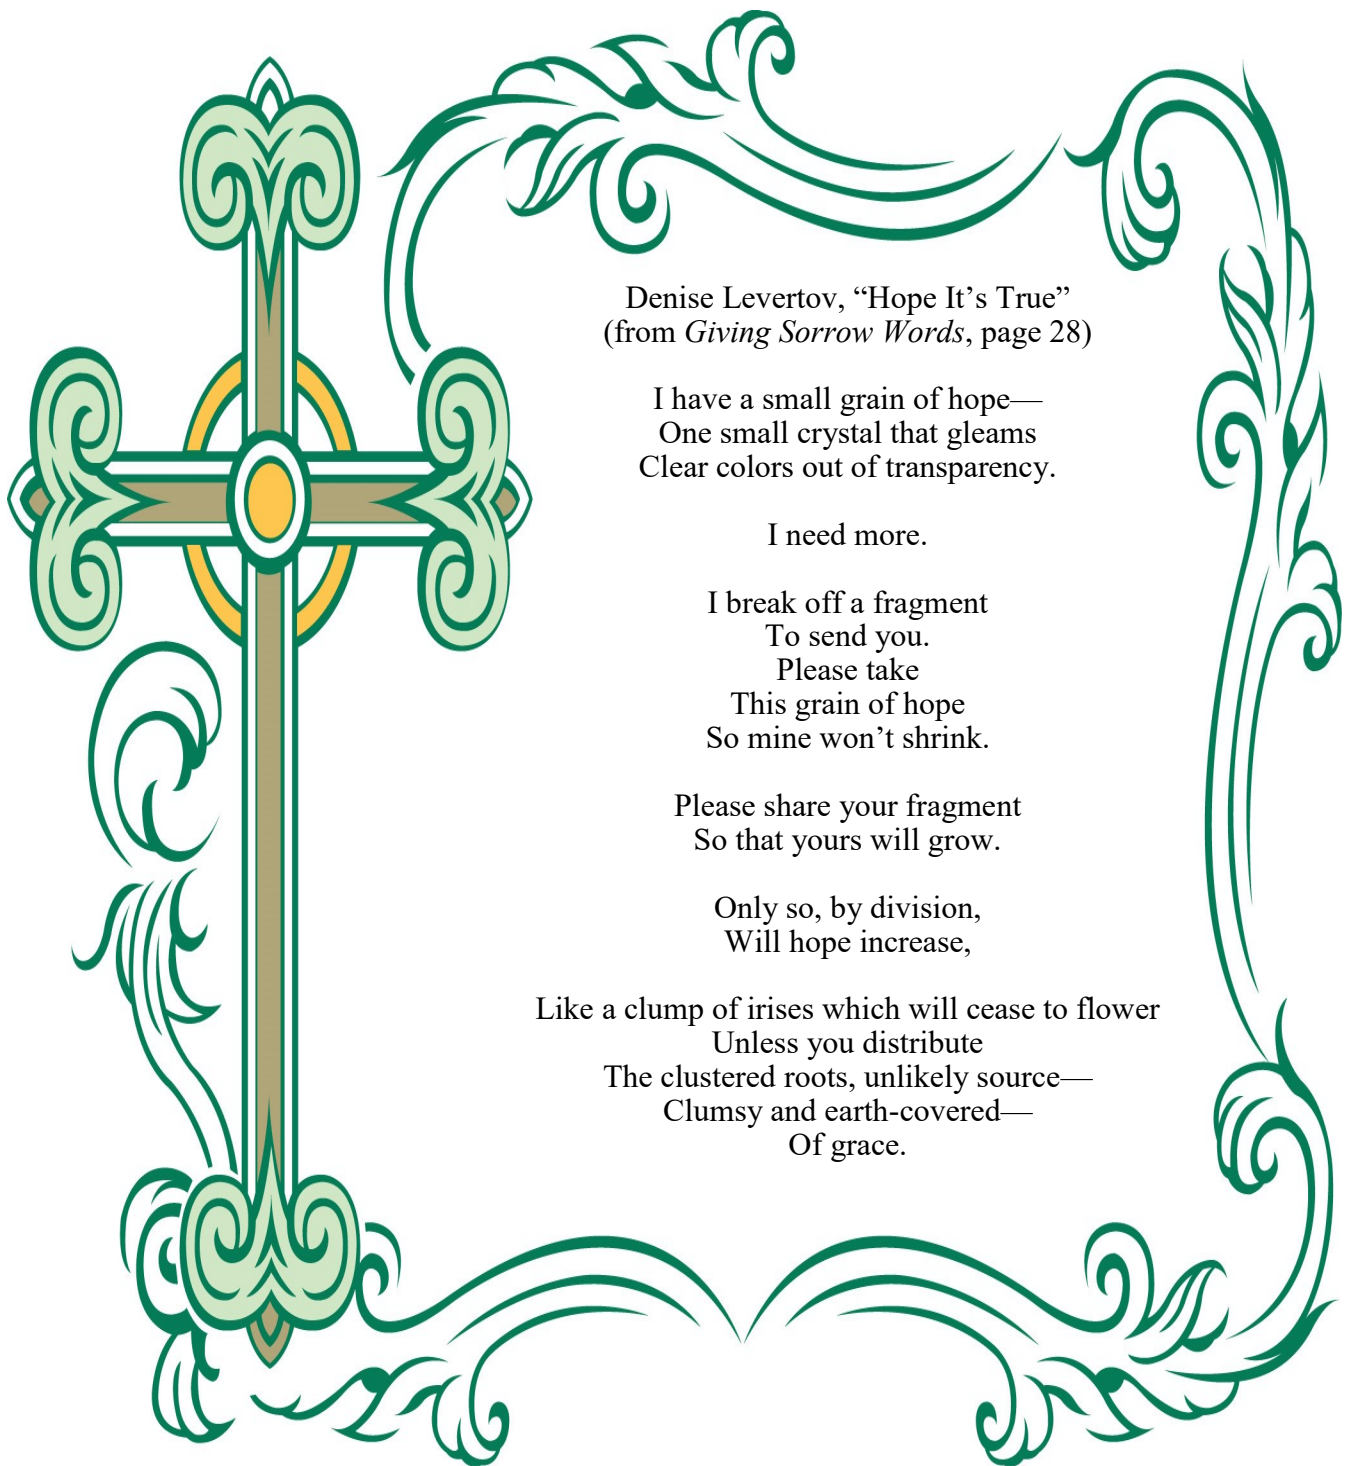 Denise Levertov, “Hope It’s True”
(from Giving Sorrow Words, page 28)
I have a small grain of hope—
One small crystal that gleams
Clear colors out of transparency.
I need more.
I break off a fragment
To send you.
Please take
This grain of hope
So mine won’t shrink.
Please share your fragment
So that yours will grow.
Only so, by division,
Will hope increase,
Like a clump of irises which will cease to flower
Unless you distribute
The clustered roots, unlikely source—
Clumsy and earth-covered—
Of grace.